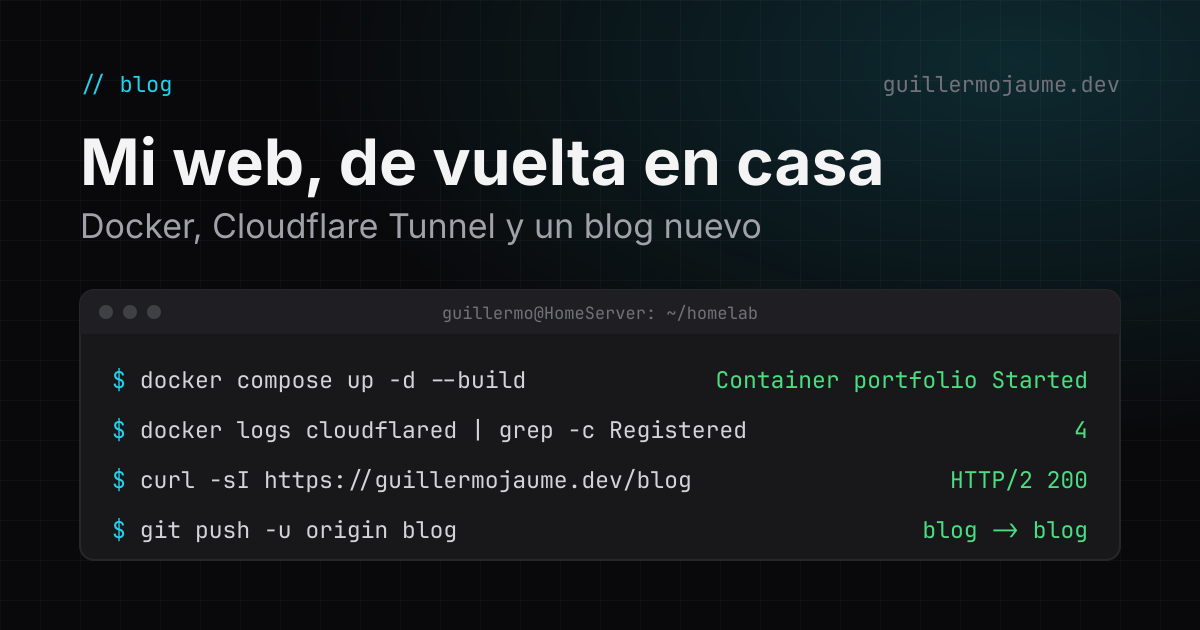 // blog
guillermojaume.dev
Mi web, de vuelta en casa
Docker, Cloudflare Tunnel y un blog nuevo
guillermo@HomeServer: ~/homelab
$ docker compose up -d --build Container portfolio Started
$ docker logs cloudflared | grep -c Registered 4
$ curl -sI https://guillermojaume.dev/blog HTTP/2 200
$ git push -u origin blog blog -> blog